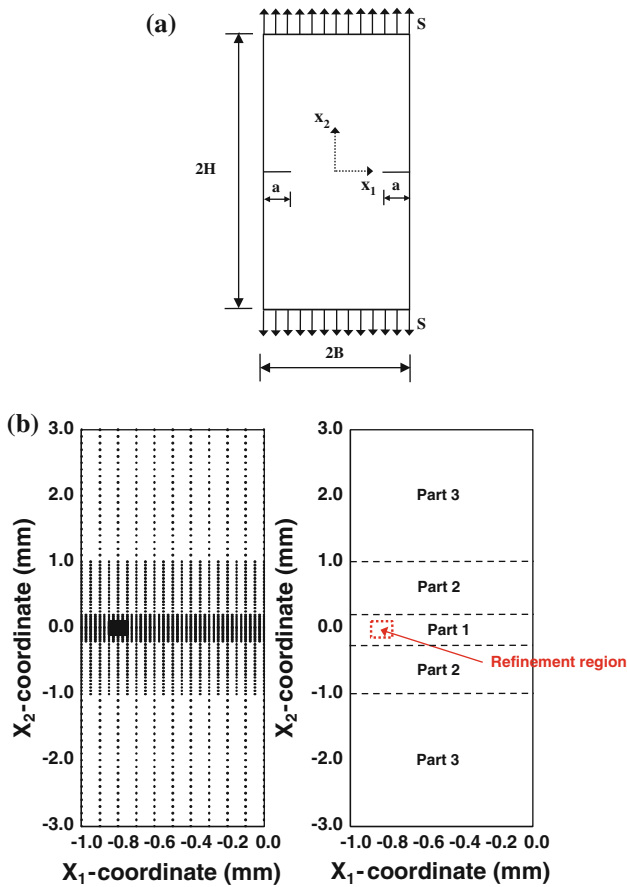 (a)
S
x2
2H
x1
a
a
S
2B
(b)
3.0
2.0
1.0
0.0
-1.0
-2.0
-3.0
X2-coordinate (mm)
-1.0 -0.8 -0.6 -0.4 -0.2 0.0
X1-coordinate (mm)
3.0
2.0
1.0
0.0
-1.0
-2.0
-3.0
X2-coordinate (mm)
Part 3
Part 2
Part 1
Part 2
Refinement region
Part 3
-1.0 -0.8 -0.6 -0.4 -0.2 0.0
X1-coordinate (mm)